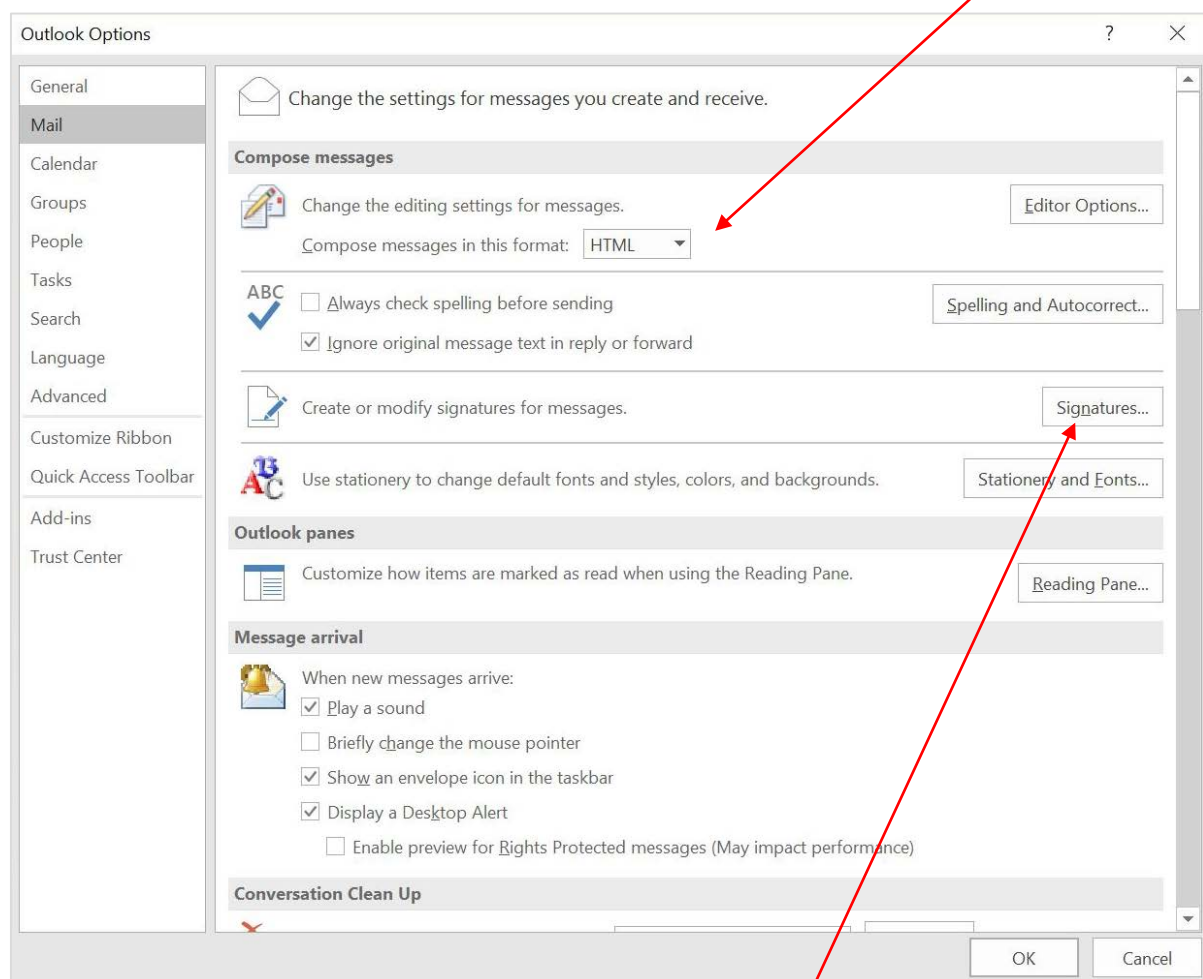 Outlook Options
?
General
Mail
Calendar
Groups
People
Tasks
Search
Language
Advanced
Customize Ribbon
Quick Access Toolbar
Add-ins
Trust Center
Change the settings for messages you create and receive.
Compose messages
Change the editing settings for messages.
Editor Options...
Compose messages in this format: HTML
ABC
Always check spelling before sending
Spelling and Autocorrect...
Ignore original message text in reply or forward
Create or modify signatures for messages.
Signatures...
Use stationery to change default fonts and styles, colors, and backgrounds.
Stationery and Fonts...
Outlook panes
Customize how items are marked as read when using the Reading Pane.
Reading Pane...
Message arrival
When new messages arrive:
Play a sound
Briefly change the mouse pointer
Show an envelope icon in the taskbar
Display a Desktop Alert
Enable preview for Rights Protected messages (May impact performance)
Conversation Clean Up
OK
Cancel